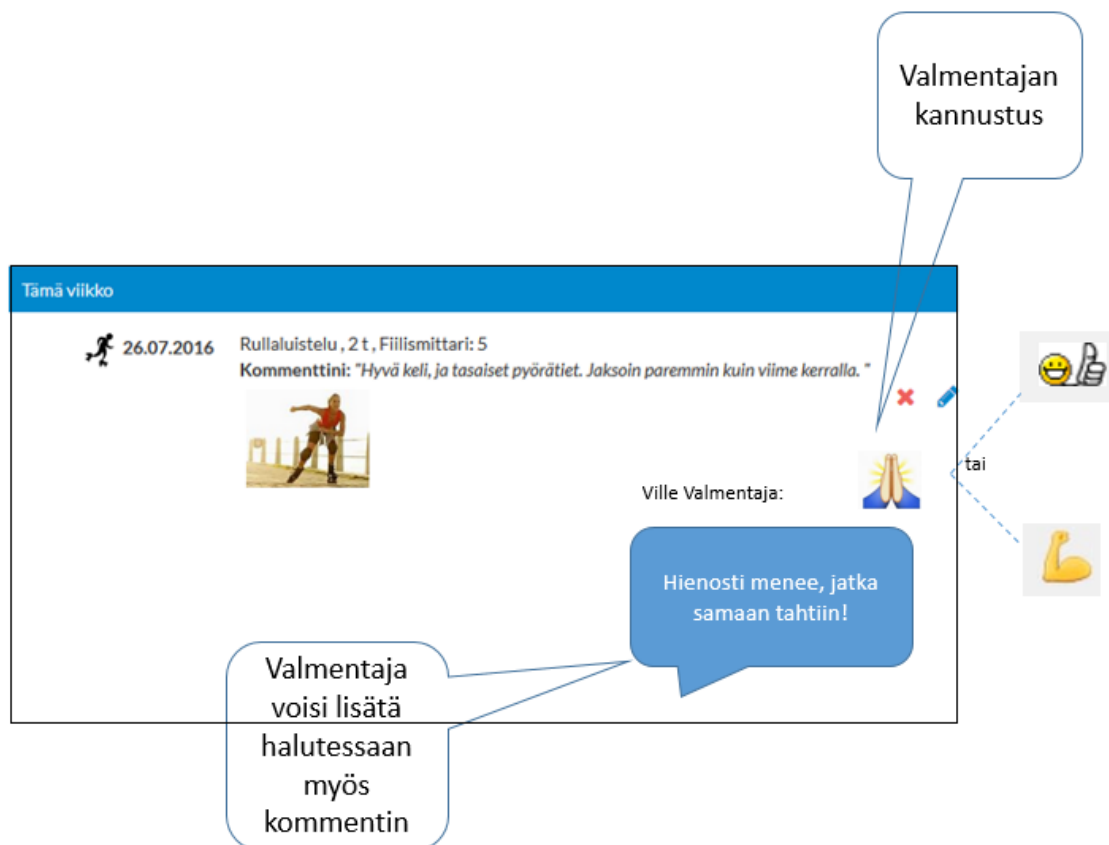 Valmentajan
kannustus
Tämä viikko
26.07.2016
Rullaluistelu , 2 t , Fiilismittari: 5
Kommenttini: "Hyvä keli, ja tasaiset pyörätiet. Jaksoin paremmin kuin viime kerralla. "
tai
Ville Valmentaja:
Hienosti menee, jatka
samaan tahtiin!
Valmentaja
voisi lisätä
halutessaan
myös
kommentin